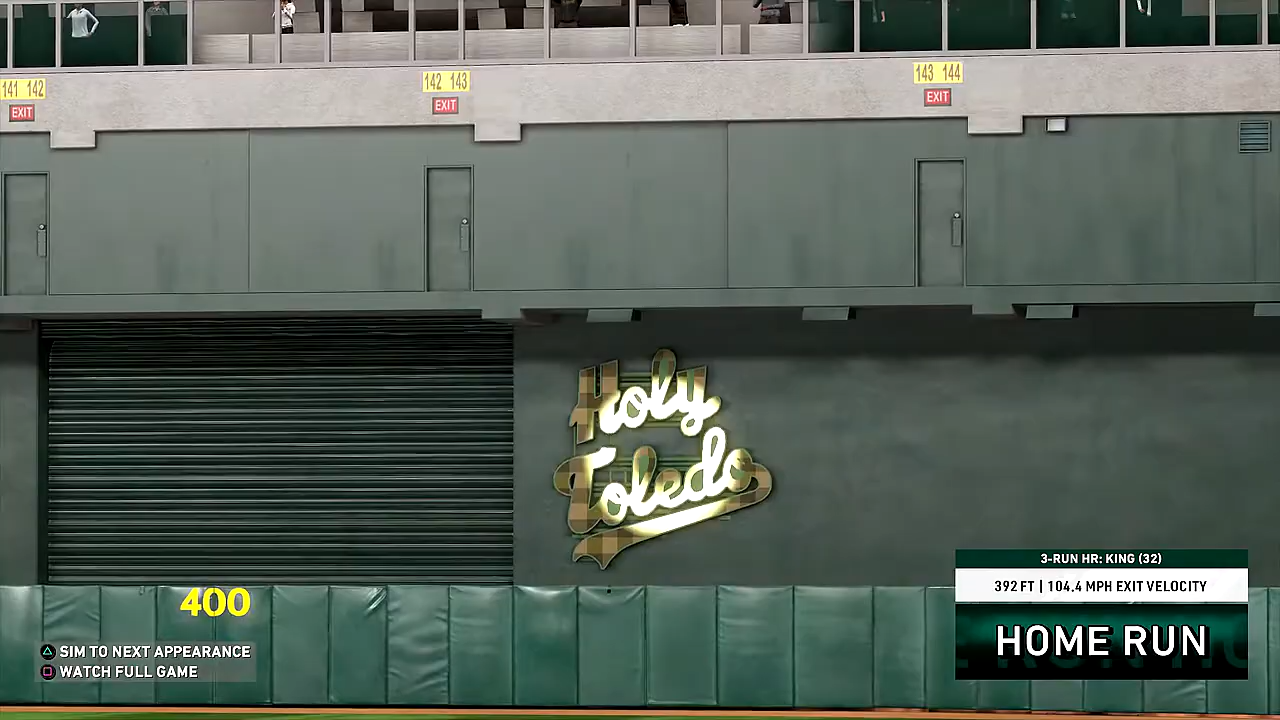 141 142
EXIT
142 143
EXIT
143 144
EXIT
Holy
Toledo
400
SIM TO NEXT APPEARANCE
WATCH FULL GAME
3-RUN HR: KING (32)
392 FT | 104.4 MPH EXIT VELOCITY
HOME RUN